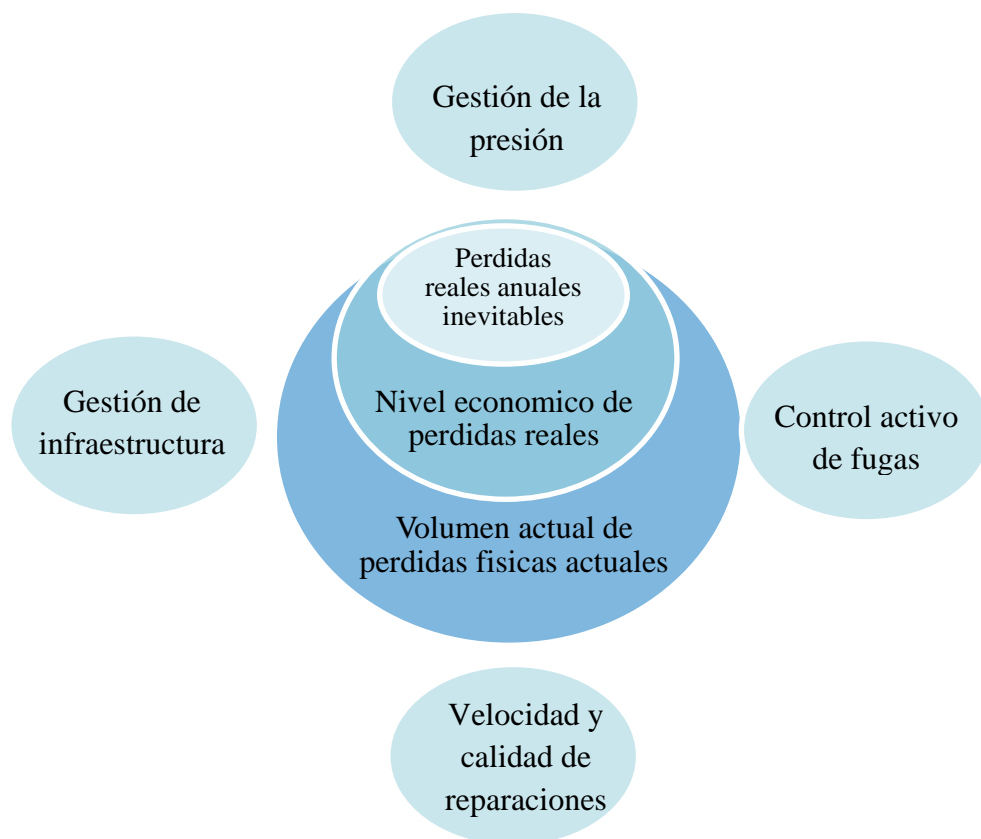 Gestión de la
presión
Perdidas
reales anuales
inevitables
Gestión de
infraestructura
Nivel economico de
perdidas reales
Control activo
de fugas
Volumen actual de
perdidas fisicas actuales
Velocidad y
calidad de
reparaciones